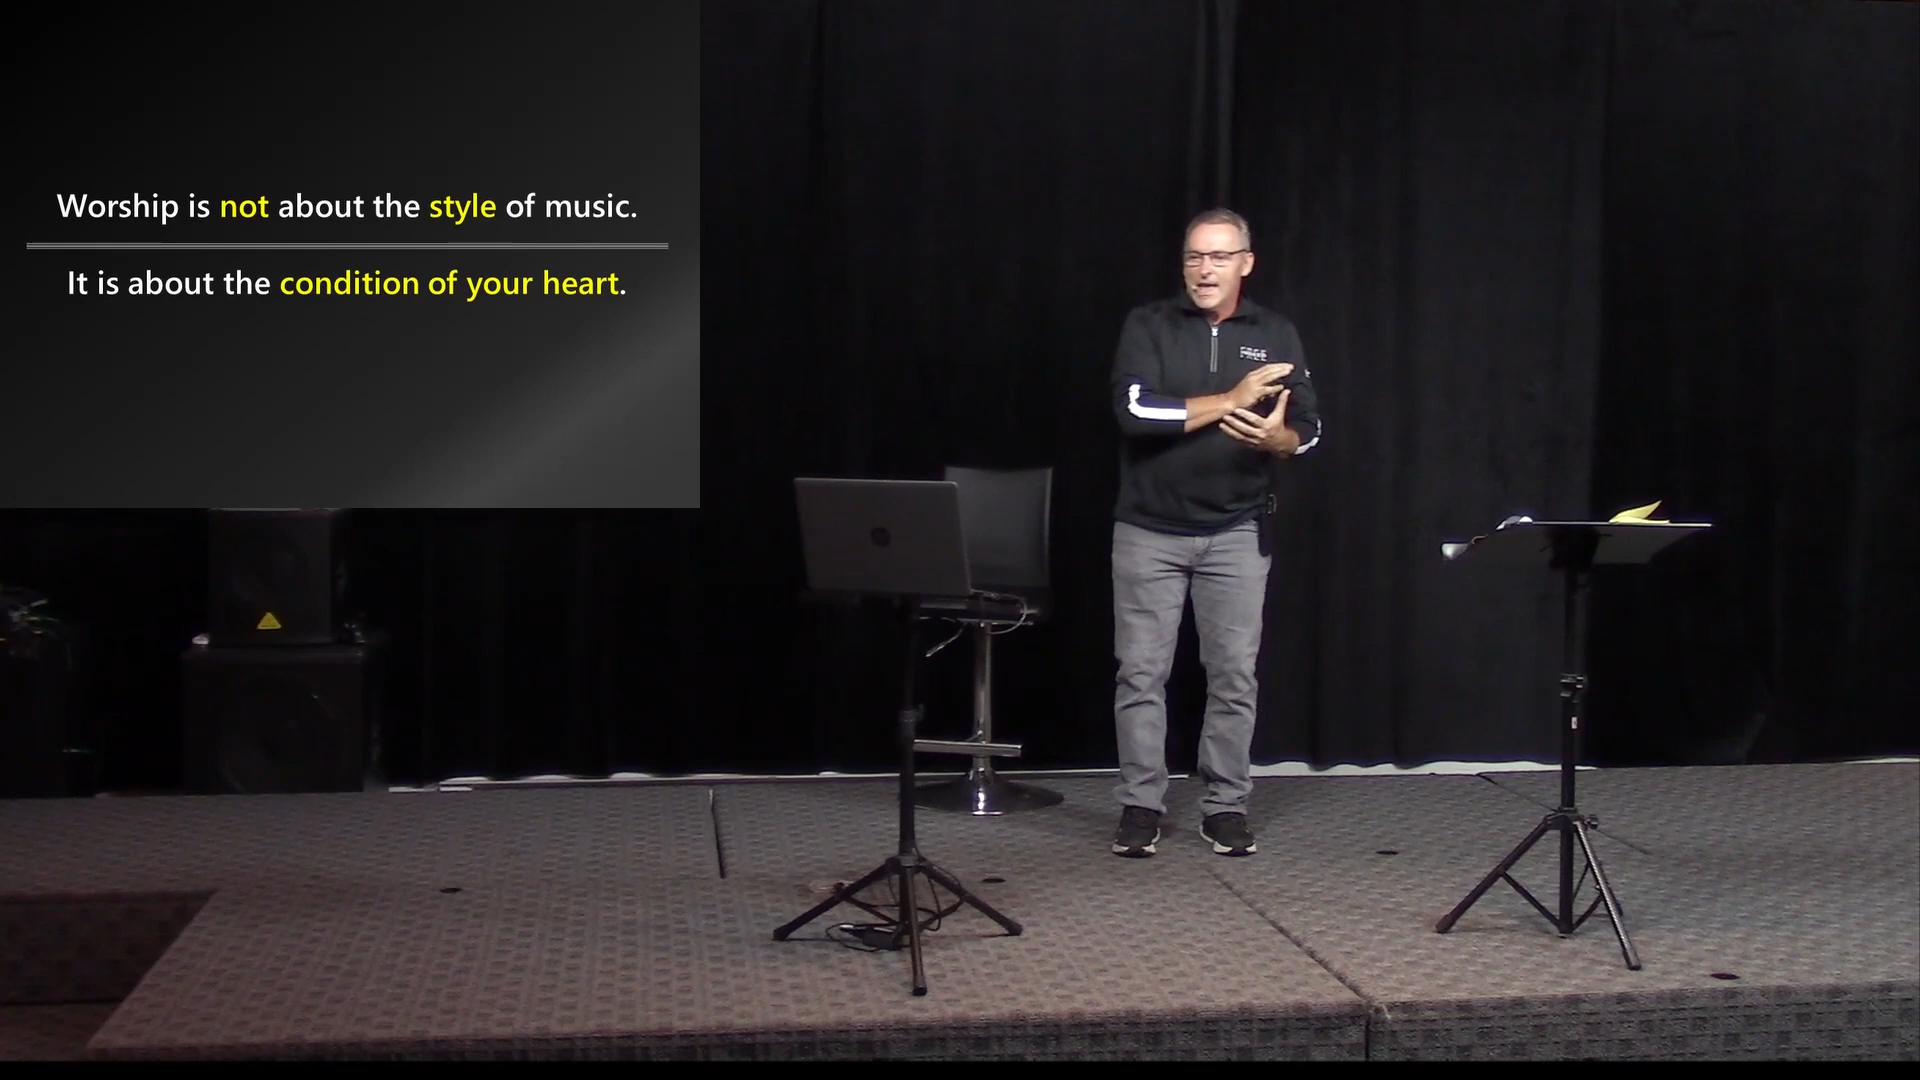 Worship is not about the style of music.
It is about the condition of your heart.